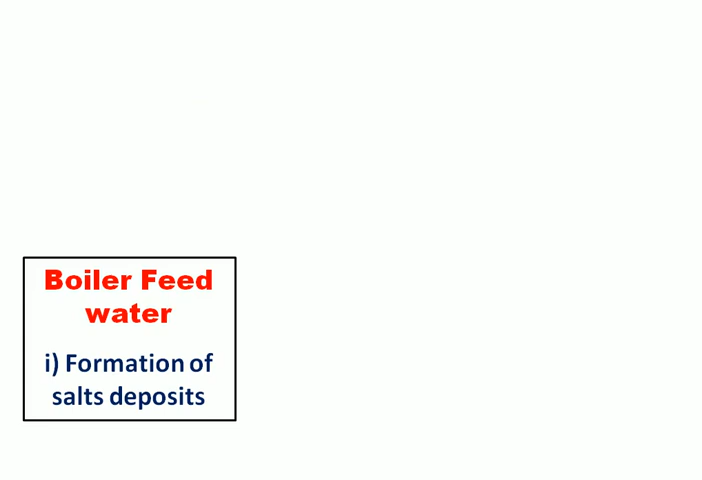 Boiler Feed
water
i) Formation of
salts deposits